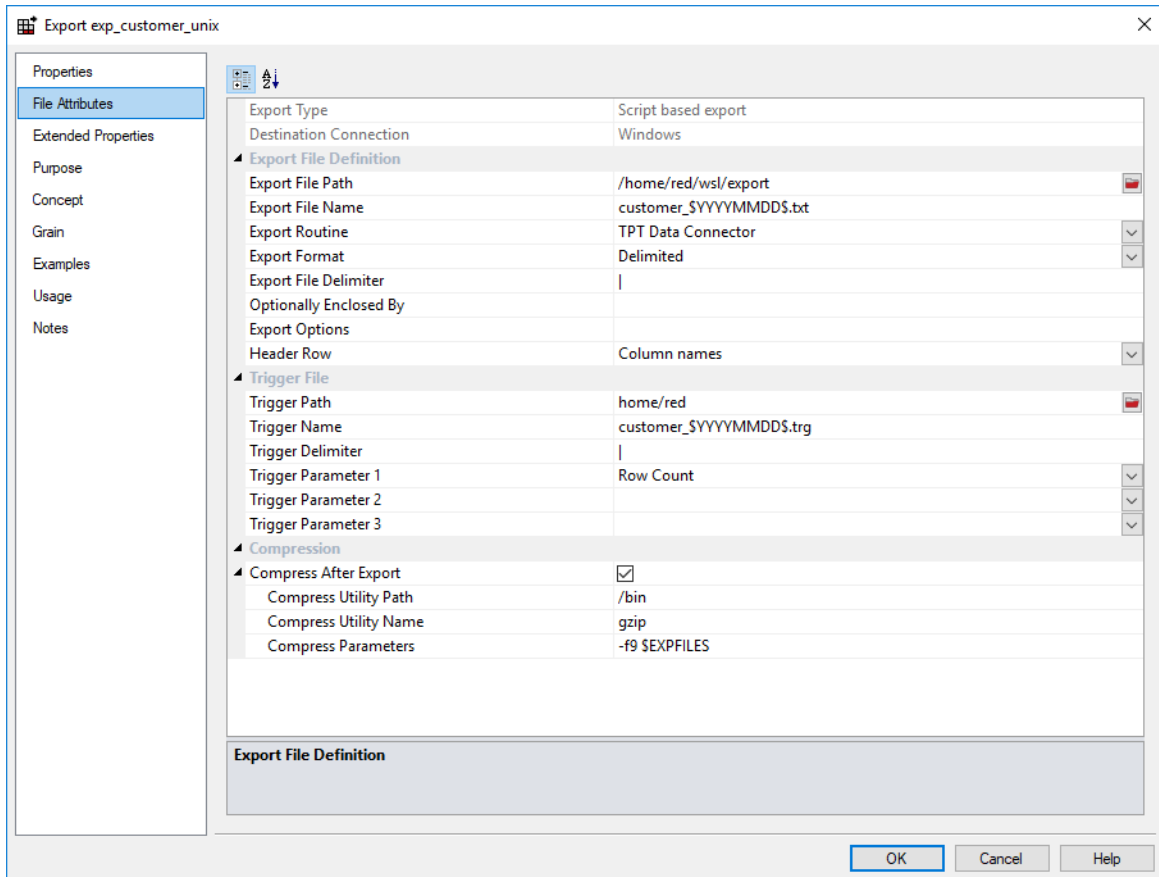 Export exp_customer_unix
Properties
File Attributes
Extended Properties
Purpose
Concept
Grain
Examples
Usage
Notes
Export Type Script based export
Destination Connection Windows
Export File Definition
Export File Path /home/red/wsl/export
Export File Name customer_$YYYYMMDD$.txt
Export Routine TPT Data Connector
Export Format Delimited
Export File Delimiter |
Optionally Enclosed By
Export Options
Header Row Column names
Trigger File
Trigger Path home/red
Trigger Name customer_$YYYYMMDD$.trg
Trigger Delimiter |
Trigger Parameter 1 Row Count
Trigger Parameter 2
Trigger Parameter 3
Compression
Compress After Export
Compress Utility Path /bin
Compress Utility Name gzip
Compress Parameters -f9 $EXPFILES
Export File Definition
OK Cancel Help